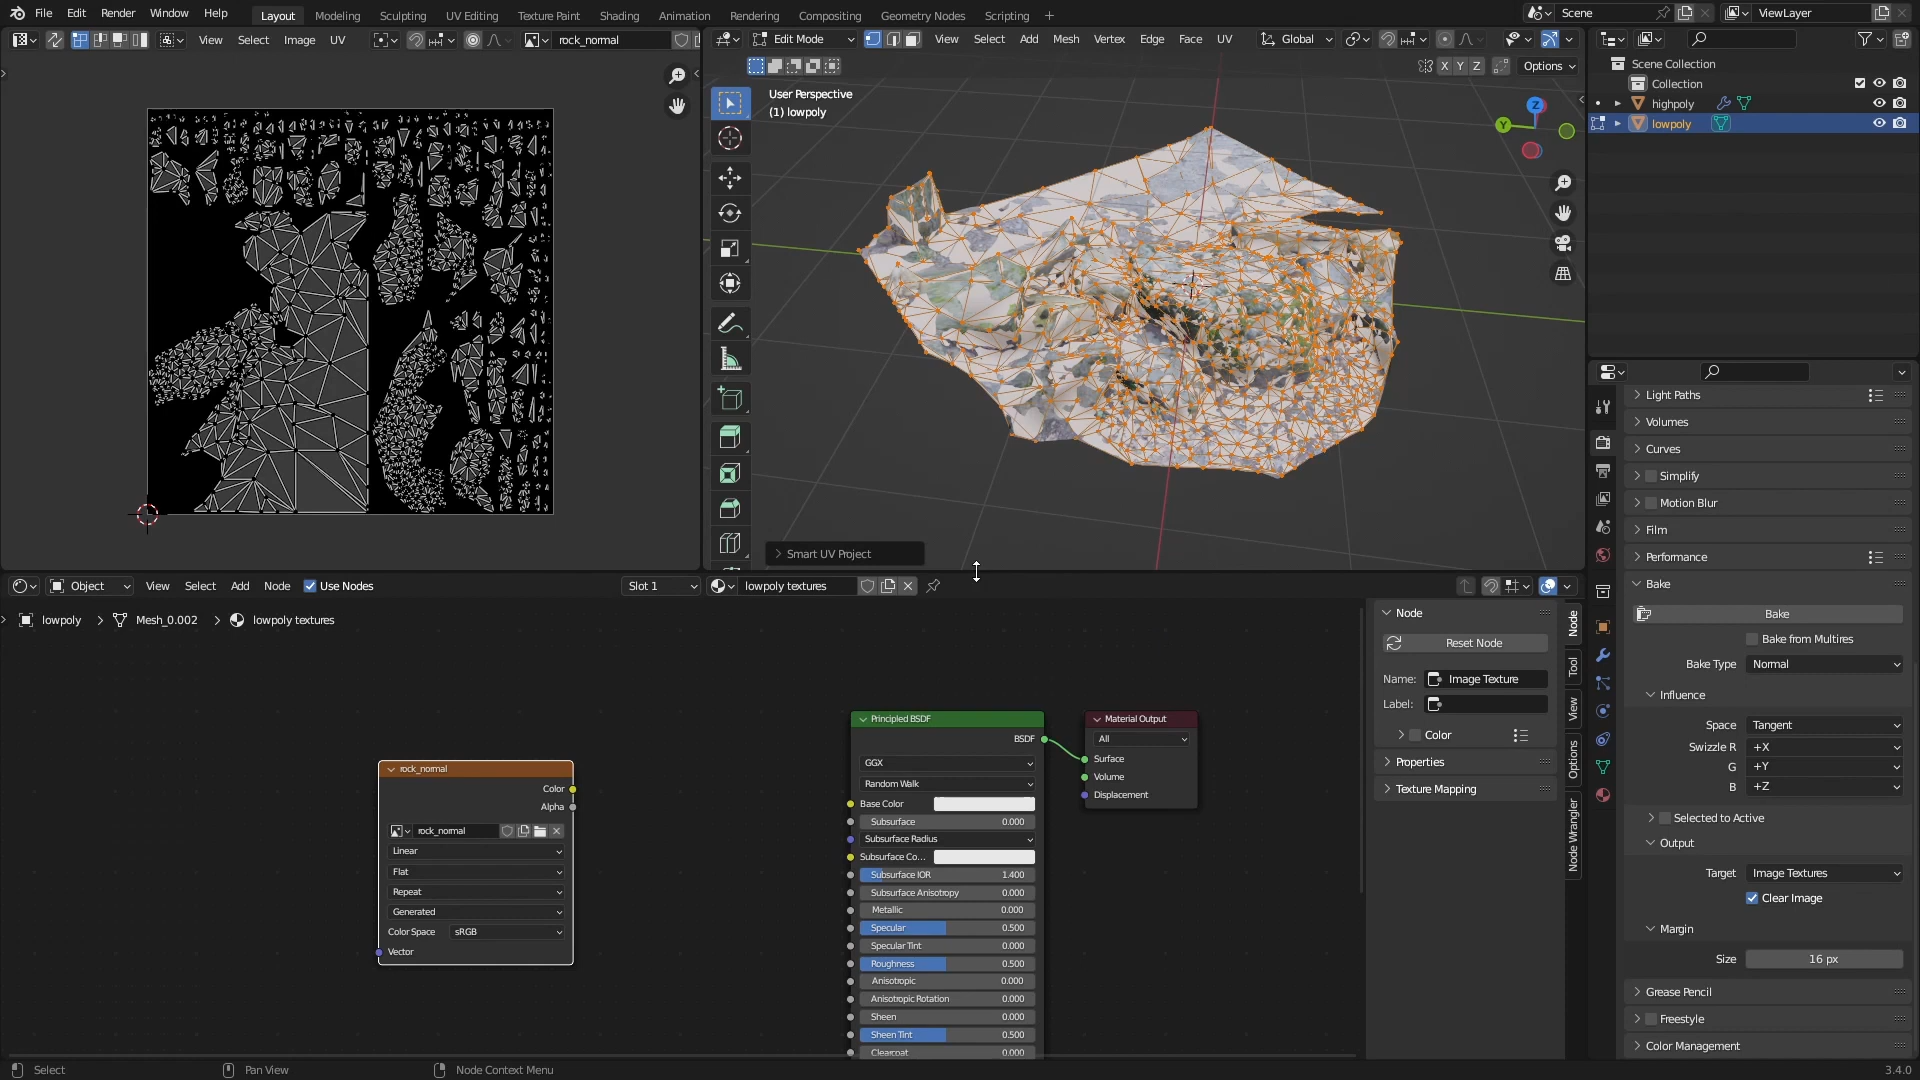 File Edit Render Window Help Layout Modeling Sculpting UV Editing Texture Paint Shading Animation Rendering Compositing Geometry Nodes Scripting + Scene ViewLayer
View Select Image UV rock_normal
Edit Mode View Select Add Mesh Vertex Edge Face UV Global
X Y Z Options
User Perspective
(1) lowpoly
Z
Y
Smart UV Project
Scene Collection
Collection
highpoly
lowpoly
Light Paths
Volumes
Curves
Simplify
Motion Blur
Film
Performance
Bake
Bake
Bake from Multires
Bake Type Normal
Influence
Space Tangent
Swizzle R +X
G +Y
B +Z
Selected to Active
Output
Target Image Textures
Clear Image
Margin
Size 16 px
Grease Pencil
Freestyle
Color Management
Object View Select Add Node Use Nodes Slot 1 lowpoly textures
lowpoly > Mesh_0.002 > lowpoly textures
rock_normal
Color
Alpha
rock_normal
Linear
Flat
Repeat
Generated
Color Space sRGB
Vector
Principled BSDF
BSDF
GGX
Random Walk
Base Color
Subsurface 0.000
Subsurface Radius
Subsurface Co...
Subsurface IOR 1.400
Subsurface Anisotropy 0.000
Metallic 0.000
Specular 0.500
Specular Tint 0.000
Roughness 0.500
Anisotropic 0.000
Anisotropic Rotation 0.000
Sheen 0.000
Sheen Tint 0.500
Clearcoat 0.000
Material Output
All
Surface
Volume
Displacement
Node
Reset Node
Name: Image Texture
Label:
Color
Properties
Texture Mapping
Node
Tool
View
Options
Node Wrangler
Select Pan View Node Context Menu 3.4.0